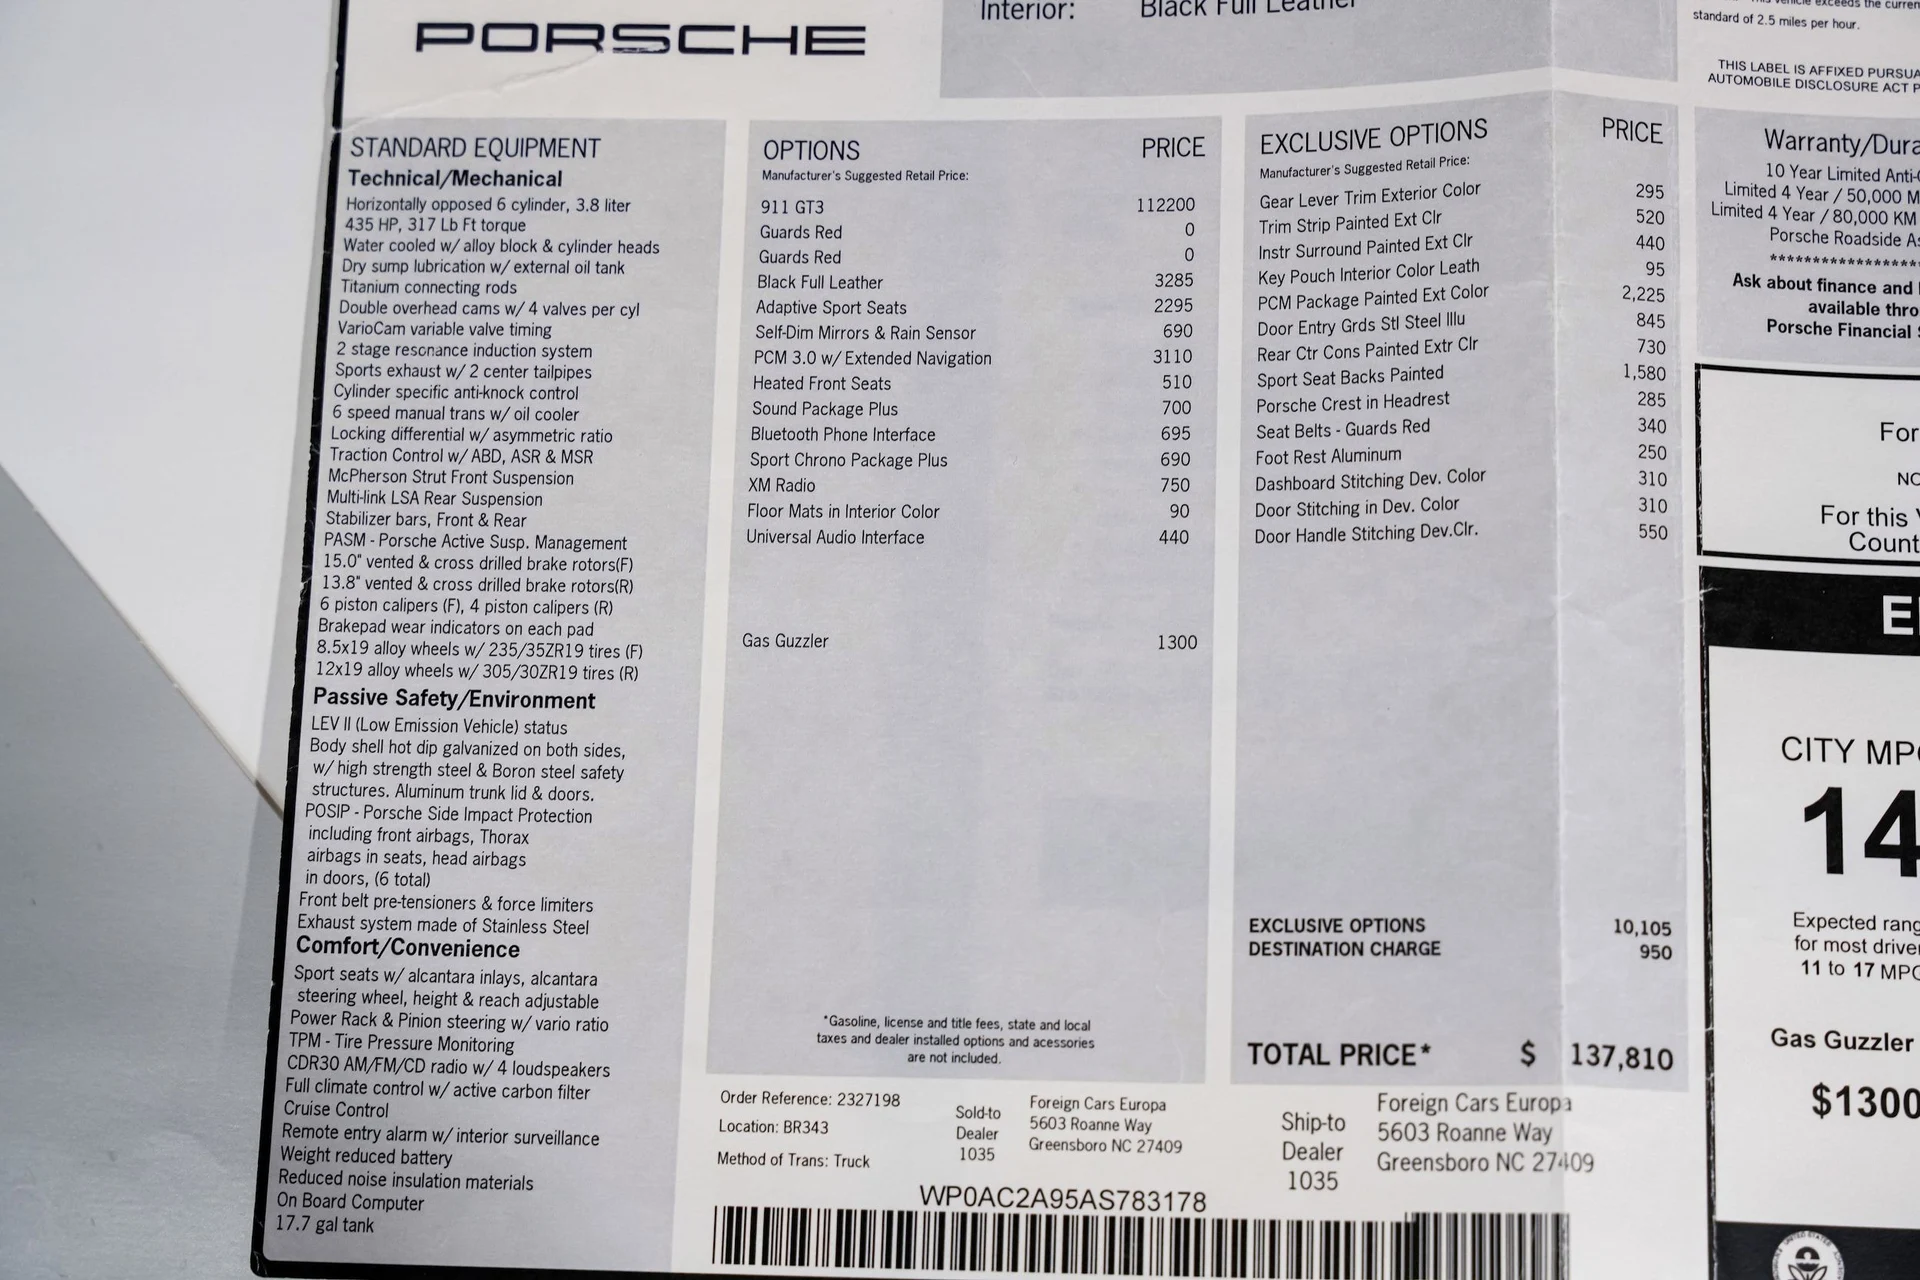 PORSCHE
Interior: Black Full Leather
STANDARD EQUIPMENT
Technical/Mechanical
Horizontally opposed 6 cylinder, 3.8 liter
435 HP, 317 Lb Ft torque
Water cooled w/ alloy block & cylinder heads
Dry sump lubrication w/ external oil tank
Titanium connecting rods
Double overhead cams w/ 4 valves per cyl
VarioCam variable valve timing
2 stage resonance induction system
Sports exhaust w/ 2 center tailpipes
Cylinder specific anti-knock control
6 speed manual trans w/ oil cooler
Locking differential w/ asymmetric ratio
Traction Control w/ ABD, ASR & MSR
McPherson Strut Front Suspension
Multi-link LSA Rear Suspension
Stabilizer bars, Front & Rear
PASM - Porsche Active Susp. Management
15.0" vented & cross drilled brake rotors(F)
13.8" vented & cross drilled brake rotors(R)
6 piston calipers (F), 4 piston calipers (R)
Brakepad wear indicators on each pad
8.5x19 alloy wheels w/ 235/35ZR19 tires (F)
12x19 alloy wheels w/ 305/30ZR19 tires (R)
Passive Safety/Environment
LEV II (Low Emission Vehicle) status
Body shell hot dip galvanized on both sides,
w/ high strength steel & Boron steel safety
structures. Aluminum trunk lid & doors.
POSIP - Porsche Side Impact Protection
including front airbags, Thorax
airbags in seats, head airbags
in doors, (6 total)
Front belt pre-tensioners & force limiters
Exhaust system made of Stainless Steel
Comfort/Convenience
Sport seats w/ alcantara inlays, alcantara
steering wheel, height & reach adjustable
Power Rack & Pinion steering w/ vario ratio
TPM - Tire Pressure Monitoring
CDR30 AM/FM/CD radio w/ 4 loudspeakers
Full climate control w/ active carbon filter
Cruise Control
Remote entry alarm w/ interior surveillance
Weight reduced battery
Reduced noise insulation materials
On Board Computer
17.7 gal tank
OPTIONS PRICE
Manufacturer's Suggested Retail Price:
911 GT3 112200
Guards Red 0
Guards Red 0
Black Full Leather 3285
Adaptive Sport Seats 2295
Self-Dim Mirrors & Rain Sensor 690
PCM 3.0 w/ Extended Navigation 3110
Heated Front Seats 510
Sound Package Plus 700
Bluetooth Phone Interface 695
Sport Chrono Package Plus 690
XM Radio 750
Floor Mats in Interior Color 90
Universal Audio Interface 440
Gas Guzzler 1300
*Gasoline, license and title fees, state and local
taxes and dealer installed options and acessories
are not included.
EXCLUSIVE OPTIONS PRICE
Manufacturer's Suggested Retail Price:
Gear Lever Trim Exterior Color 295
Trim Strip Painted Ext Clr 520
Instr Surround Painted Ext Clr 440
Key Pouch Interior Color Leath 95
PCM Package Painted Ext Color 2,225
Door Entry Grds Stl Steel Illu 845
Rear Ctr Cons Painted Extr Clr 730
Sport Seat Backs Painted 1,580
Porsche Crest in Headrest 285
Seat Belts - Guards Red 340
Foot Rest Aluminum 250
Dashboard Stitching Dev. Color 310
Door Stitching in Dev. Color 310
Door Handle Stitching Dev.Clr. 550
EXCLUSIVE OPTIONS 10,105
DESTINATION CHARGE 950
TOTAL PRICE* $ 137,810
Order Reference: 2327198
Location: BR343
Method of Trans: Truck
Sold-to
Dealer
1035
Foreign Cars Europa
5603 Roanne Way
Greensboro NC 27409
Ship-to
Dealer
1035
Foreign Cars Europa
5603 Roanne Way
Greensboro NC 27409
WP0AC2A95AS783178
vehicle exceeds the
standard of 2.5 miles per hour.
THIS LABEL IS AFFIXED
AUTOMOBILE DISCLOSURE ACT
10 Year Limited
Limited 4 Year / 50,000
Limited 4 Year / 80,000 KM
Porsche Roadside
******************
Ask about finance and
available
Porsche Financial
For
For this
CITY
14
Expected
for most
11 to 17
Gas Guzzler
$1300